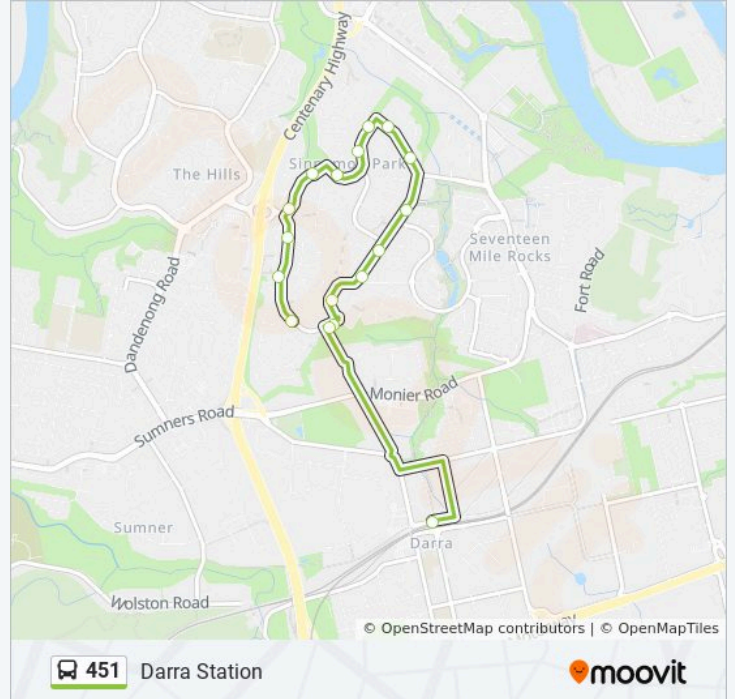 Centenary Highway
The Hills
Park
Seventeen
Mile Rocks
Fort Road
Dandenong Road
Monier Road
Sumners Road
Sumner
Darra
Wolston Road
© OpenStreetMap contributors | © OpenMapTiles
451 Darra Station
moovit